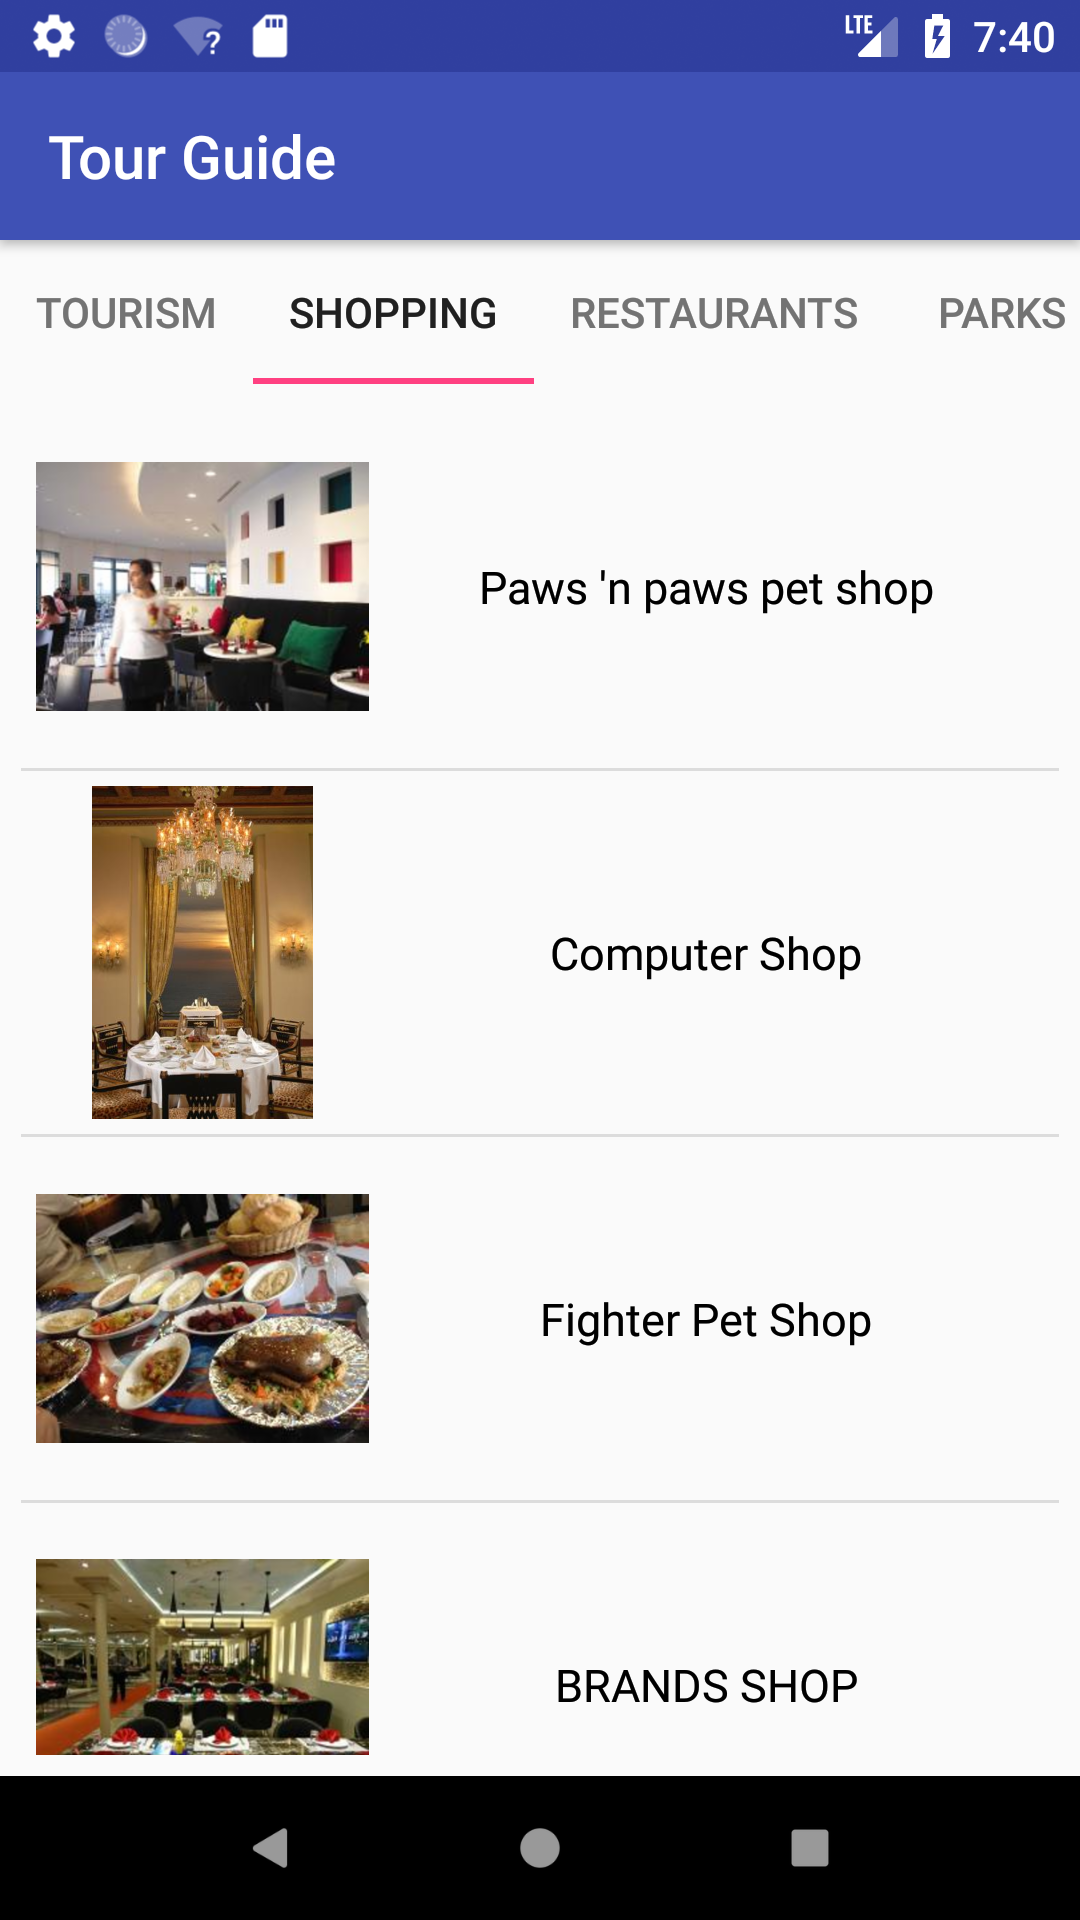 LTE 7:40
Tour Guide
TOURISM SHOPPING RESTAURANTS PARKS
Paws 'n paws pet shop
Computer Shop
Fighter Pet Shop
BRANDS SHOP